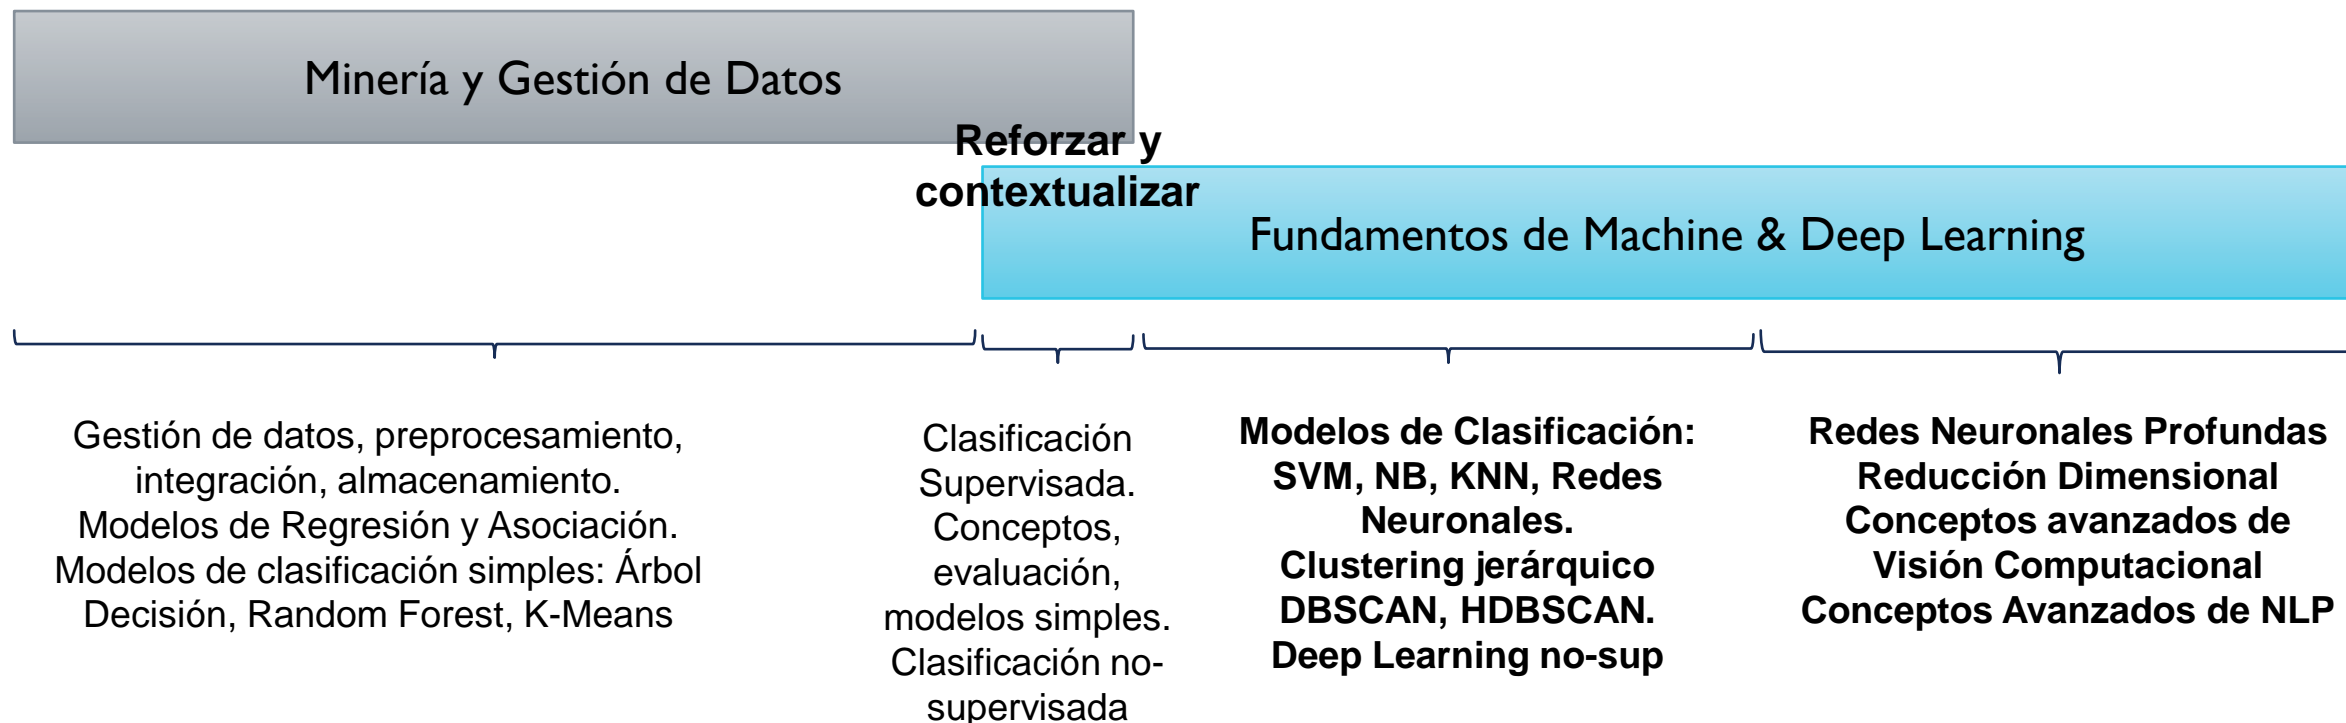 Minería y Gestión de Datos
Reforzar y
contextualizar
Fundamentos de Machine & Deep Learning
Gestión de datos, preprocesamiento,
integración, almacenamiento.
Modelos de Regresión y Asociación.
Modelos de clasificación simples: Árbol
Decisión, Random Forest, K-Means
Clasificación
Supervisada.
Conceptos,
evaluación,
modelos simples.
Clasificación no-
supervisada
Modelos de Clasificación:
SVM, NB, KNN, Redes
Neuronales.
Clustering jerárquico
DBSCAN, HDBSCAN.
Deep Learning no-sup
Redes Neuronales Profundas
Reducción Dimensional
Conceptos avanzados de
Visión Computacional
Conceptos Avanzados de NLP